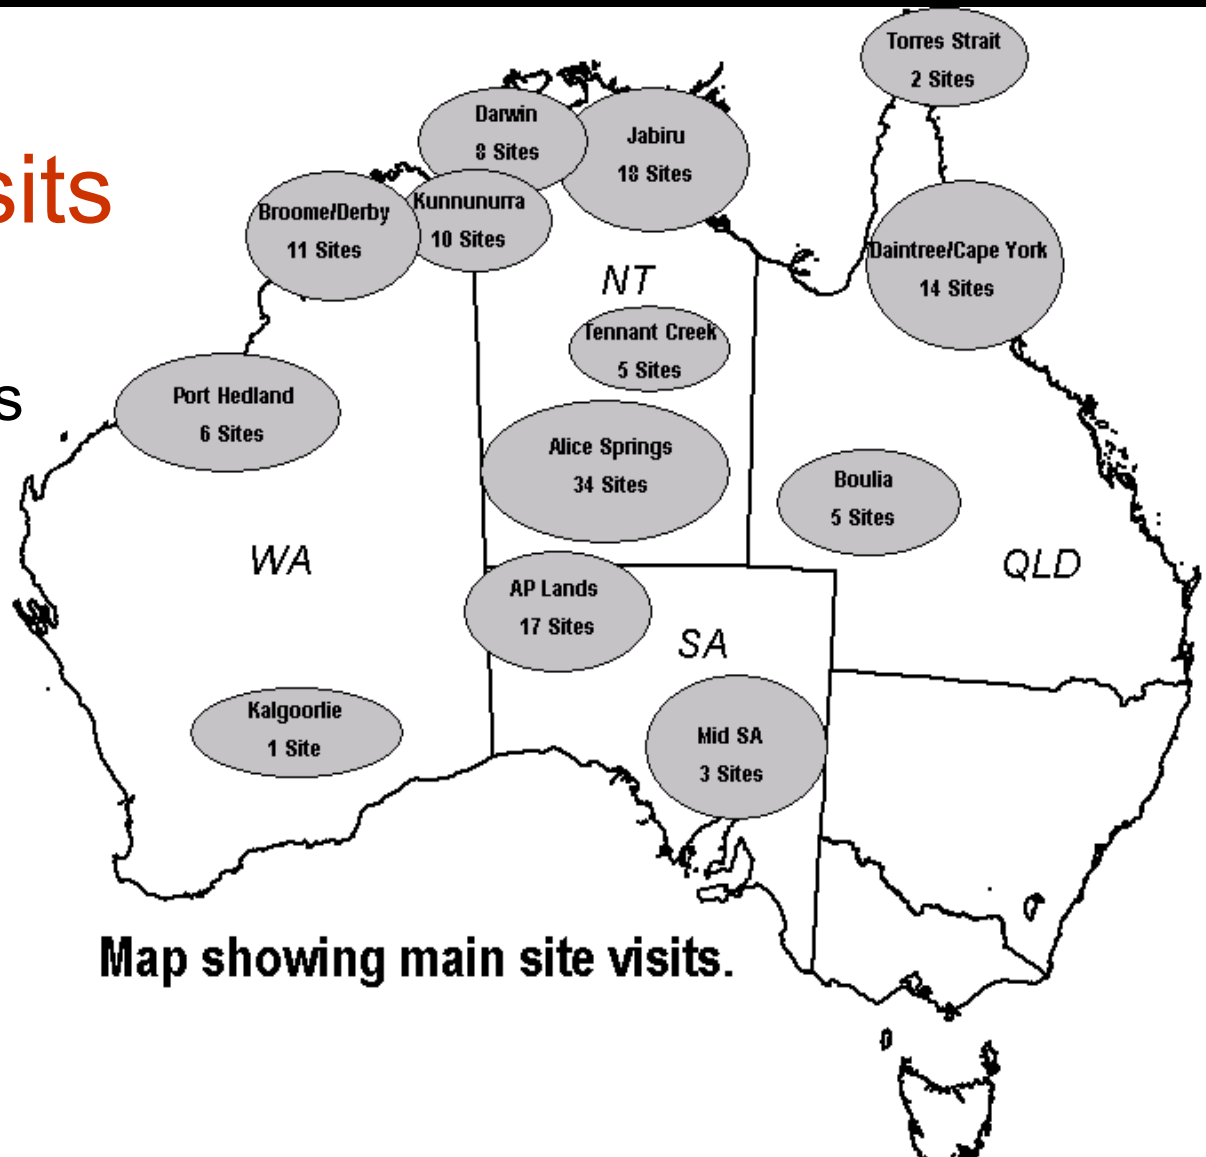 sits
s
Torres Strait
2 Sites
Darwin
8 Sites
Jabiru
18 Sites
Broome/Derby
11 Sites
Kunnunurra
10 Sites
Daintree/Cape York
14 Sites
NT
Tennant Creek
5 Sites
Port Hedland
6 Sites
Alice Springs
34 Sites
Boulia
5 Sites
WA
QLD
AP Lands
17 Sites
SA
Kalgoorlie
1 Site
Mid SA
3 Sites
Map showing main site visits.